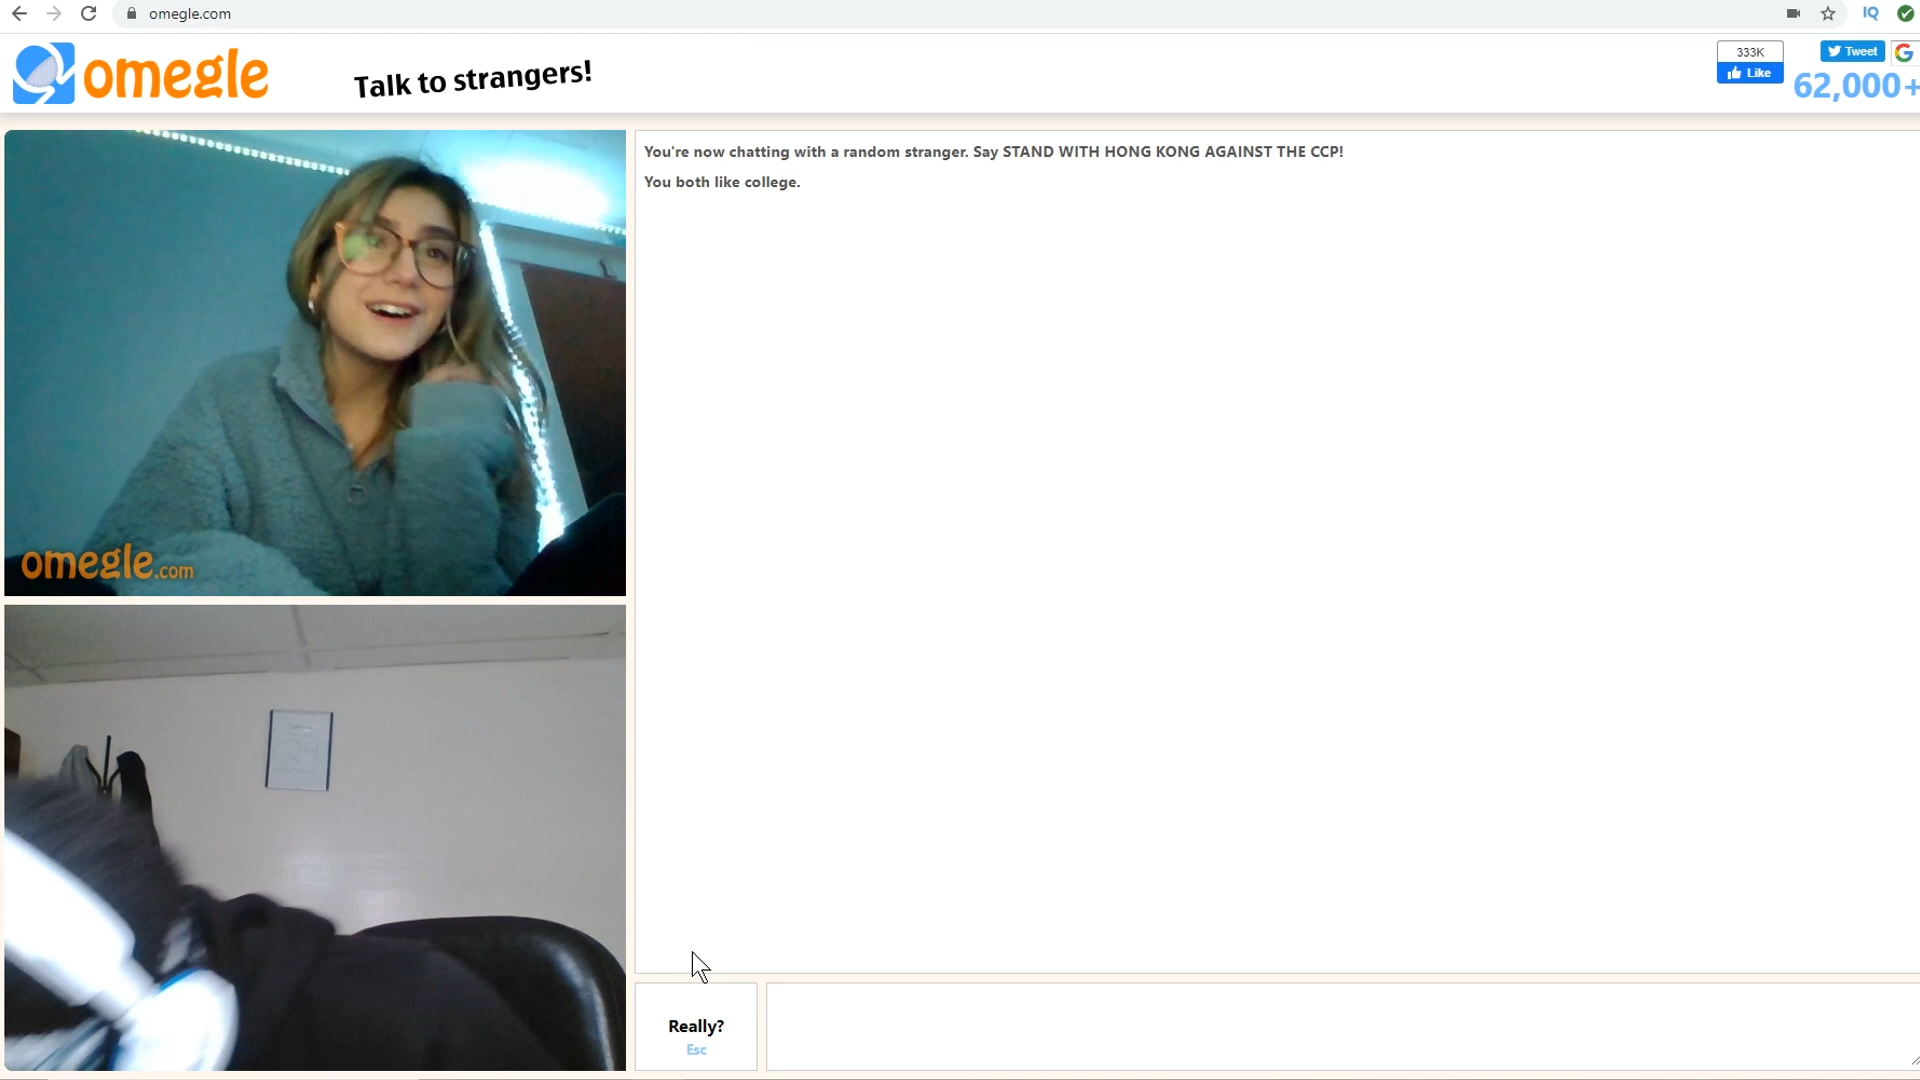 omegle.com
omegle
Talk to strangers!
333K
Like
Tweet
62,000+
IQ
G
You're now chatting with a random stranger. Say STAND WITH HONG KONG AGAINST THE CCP!
You both like college.
omegle.com
Really?
Esc